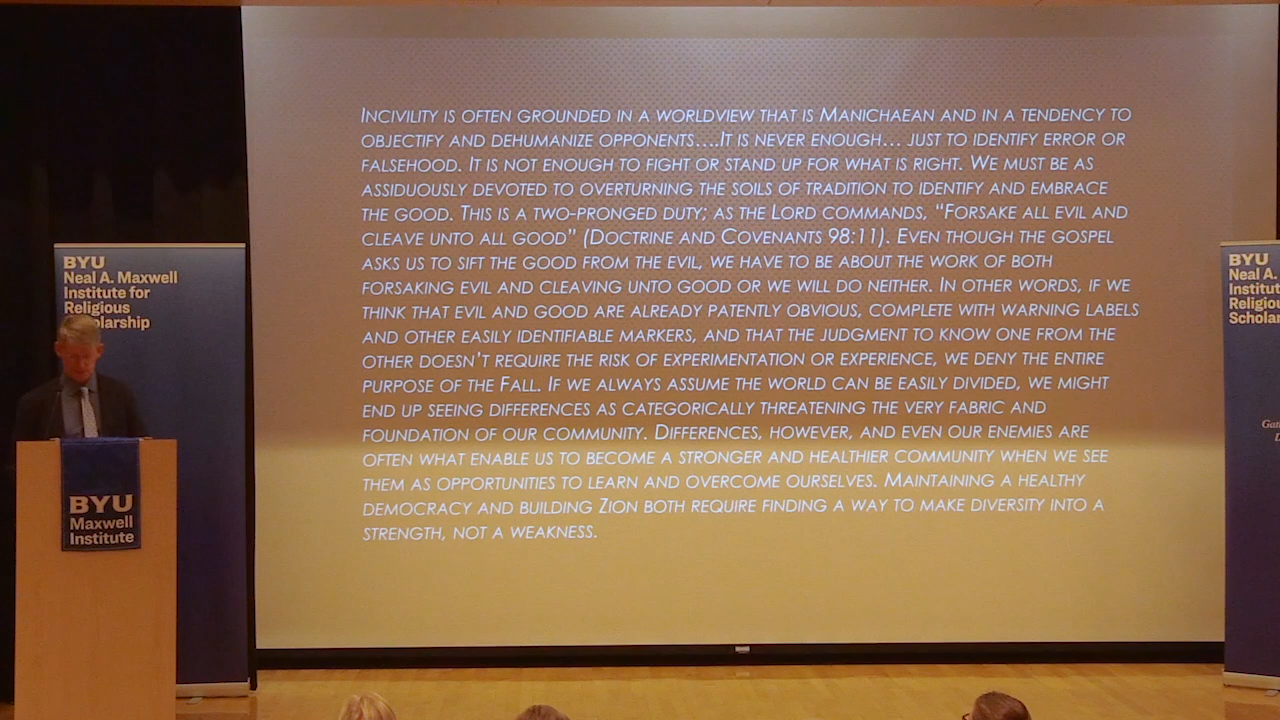 INCIVILITY IS OFTEN GROUNDED IN A WORLDVIEW THAT IS MANICHAEAN AND IN A TENDENCY TO
OBJECTIFY AND DEHUMANIZE OPPONENTS....IT IS NEVER ENOUGH... JUST TO IDENTIFY ERROR OR
FALSEHOOD. IT IS NOT ENOUGH TO FIGHT OR STAND UP FOR WHAT IS RIGHT. WE MUST BE AS
ASSIDUOUSLY DEVOTED TO OVERTURNING THE SOILS OF TRADITION TO IDENTIFY AND EMBRACE
THE GOOD. THIS IS A TWO-PRONGED DUTY; AS THE LORD COMMANDS, "FORSAKE ALL EVIL AND
CLEAVE UNTO ALL GOOD" (DOCTRINE AND COVENANTS 98:11). EVEN THOUGH THE GOSPEL
ASKS US TO SIFT THE GOOD FROM THE EVIL, WE HAVE TO BE ABOUT THE WORK OF BOTH
FORSAKING EVIL AND CLEAVING UNTO GOOD OR WE WILL DO NEITHER. IN OTHER WORDS, IF WE
THINK THAT EVIL AND GOOD ARE ALREADY PATENTLY OBVIOUS, COMPLETE WITH WARNING LABELS
AND OTHER EASILY IDENTIFIABLE MARKERS, AND THAT THE JUDGMENT TO KNOW ONE FROM THE
OTHER DOESN'T REQUIRE THE RISK OF EXPERIMENTATION OR EXPERIENCE, WE DENY THE ENTIRE
PURPOSE OF THE FALL. IF WE ALWAYS ASSUME THE WORLD CAN BE EASILY DIVIDED, WE MIGHT
END UP SEEING DIFFERENCES AS CATEGORICALLY THREATENING THE VERY FABRIC AND
FOUNDATION OF OUR COMMUNITY. DIFFERENCES, HOWEVER, AND EVEN OUR ENEMIES ARE
OFTEN WHAT ENABLE US TO BECOME A STRONGER AND HEALTHIER COMMUNITY WHEN WE SEE
THEM AS OPPORTUNITIES TO LEARN AND OVERCOME OURSELVES. MAINTAINING A HEALTHY
DEMOCRACY AND BUILDING ZION BOTH REQUIRE FINDING A WAY TO MAKE DIVERSITY INTO A
STRENGTH, NOT A WEAKNESS.
BYU
Neal A. Maxwell
Institute for
Religious
BYU
Maxwell
Institute
BYU
Neal A.